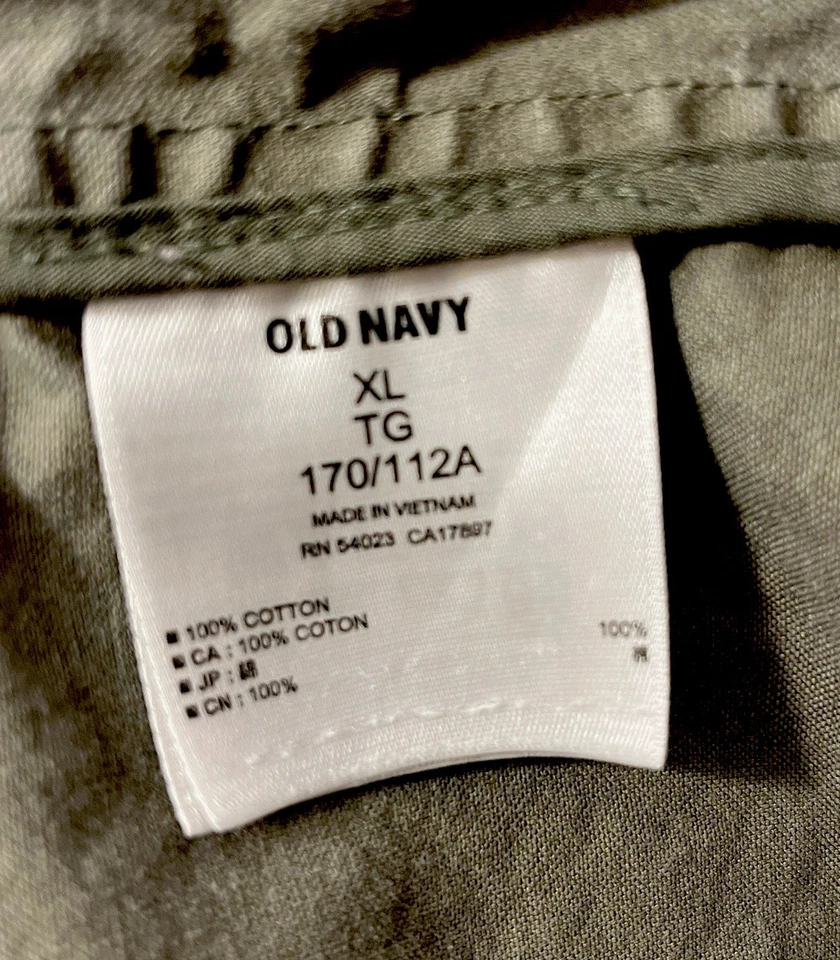 OLD NAVY
XL
TG
170/112A
MADE IN VIETNAM
RN 54023 CA17897
■ 100% COTTON
■ CA : 100% COTON
■ JP : 綿 100%
■ CN : 100%